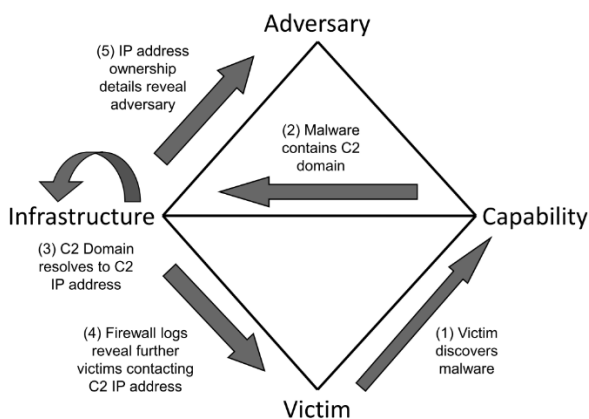 Adversary
(5) IP address
ownership
details reveal
adversary
(2) Malware
contains C2
domain
Infrastructure
Capability
(3) C2 Domain
resolves to C2
IP address
(4) Firewall logs
reveal further
victims contacting
C2 IP address
(1) Victim
discovers
malware
Victim